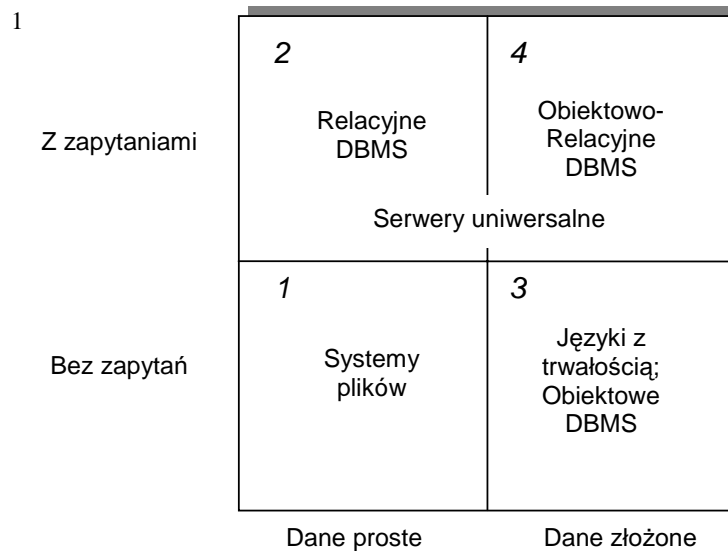 1
2
4
Z zapytaniami
Relacyjne
DBMS
Obiektowo-
Relacyjne
DBMS
Serwery uniwersalne
1
3
Bez zapytań
Systemy
plików
Języki z
trwałością;
Obiektowe
DBMS
Dane proste
Dane złożone